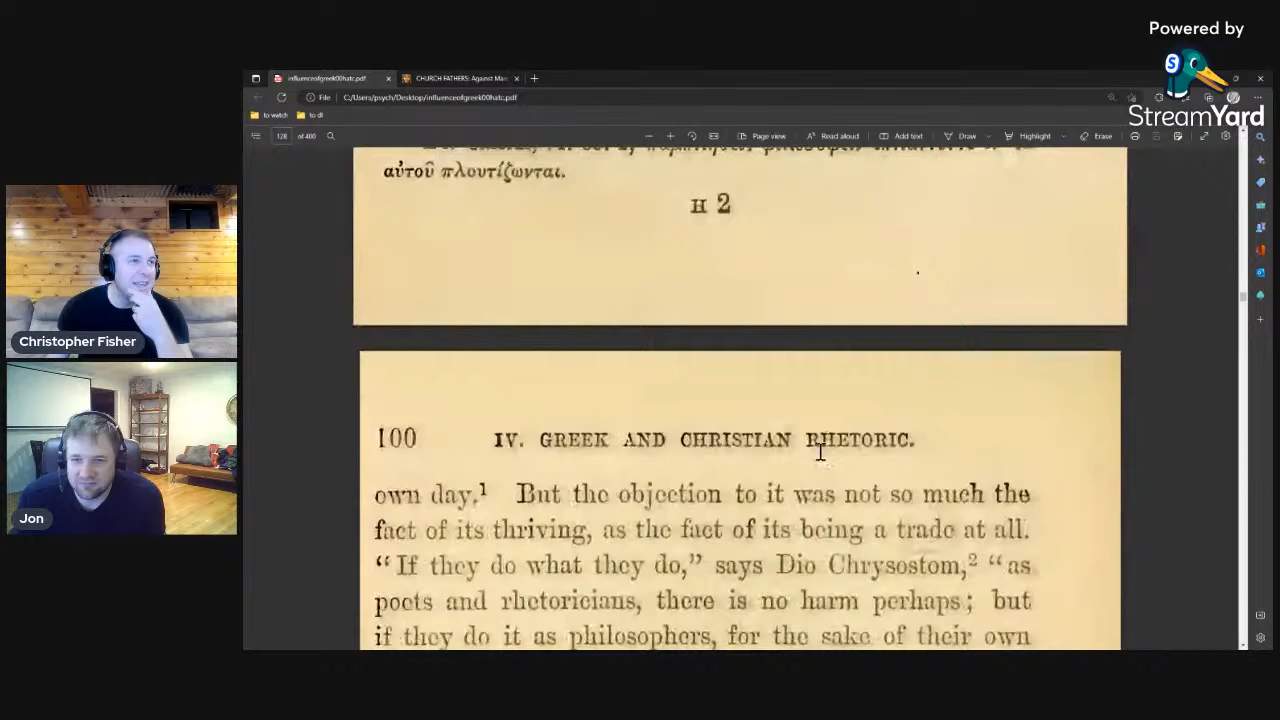 Powered by
StreamYard
influenceofgreek00hatc.pdf
CHURCH FATHERS: Against Marc
File
C:/Users/psych/Desktop/influenceofgreek00hatc.pdf
to watch
to dl
128
of 400
Page view
Read aloud
Add text
Draw
Highlight
Erase
αὐτοῦ πλουτίζωνται.
H 2
100
IV. GREEK AND CHRISTIAN RHETORIC.
own day.¹ But the objection to it was not so much the
fact of its thriving, as the fact of its being a trade at all.
“If they do what they do,” says Dio Chrysostom,² “as
poets and rhetoricians, there is no harm perhaps; but
if they do it as philosophers, for the sake of their own
Christopher Fisher
Jon